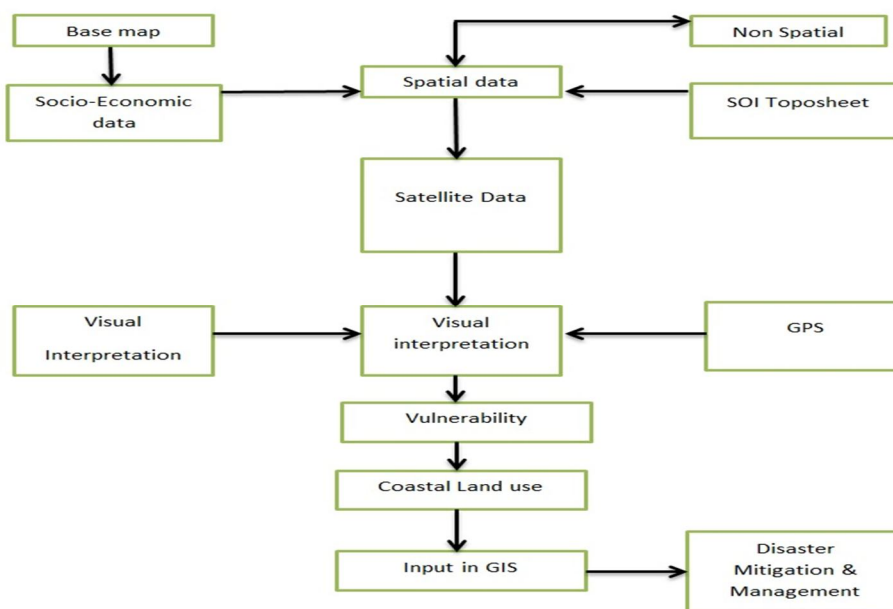 Base map
Non Spatial
Spatial data
Socio-Economic
data
SOI Toposheet
Satellite Data
Visual
Interpretation
Visual
interpretation
GPS
Vulnerability
Coastal Land use
Input in GIS
Disaster
Mitigation &
Management